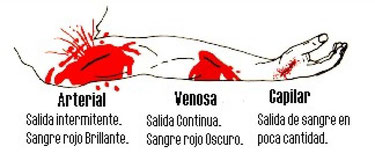 Arterial
Salida intermitente.
Sangre rojo Brillante.
Venosa
Salida Continua.
Sangre rojo Oscuro.
Capilar
Salida de sangre en
poca cantidad.